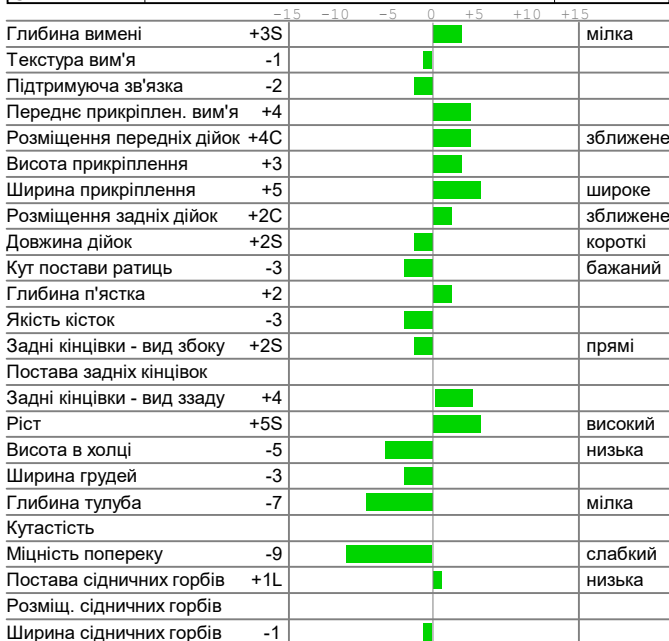 -15 -10 -5 0 +5 +10 +15
Глибина вимені +3S мілка
Текстура вим'я -1
Підтримуюча зв'язка -2
Переднє прикріплен. вим'я +4
Розміщення передніх дійок +4C зближене
Висота прикріплення +3
Ширина прикріплення +5 широке
Розміщення задніх дійок +2C зближене
Довжина дійок +2S короткі
Кут постави ратиць -3 бажаний
Глибина п'ястка +2
Якість кісток -3
Задні кінцівки - вид збоку +2S прямі
Постава задніх кінцівок
Задні кінцівки - вид ззаду +4
Ріст +5S високий
Висота в холці -5 низька
Ширина грудей -3
Глибина тулуба -7 мілка
Кутастість
Міцність попереку -9 слабкий
Постава сідничних горбів +1L низька
Розміщ. сідничних горбів
Ширина сідничних горбів -1